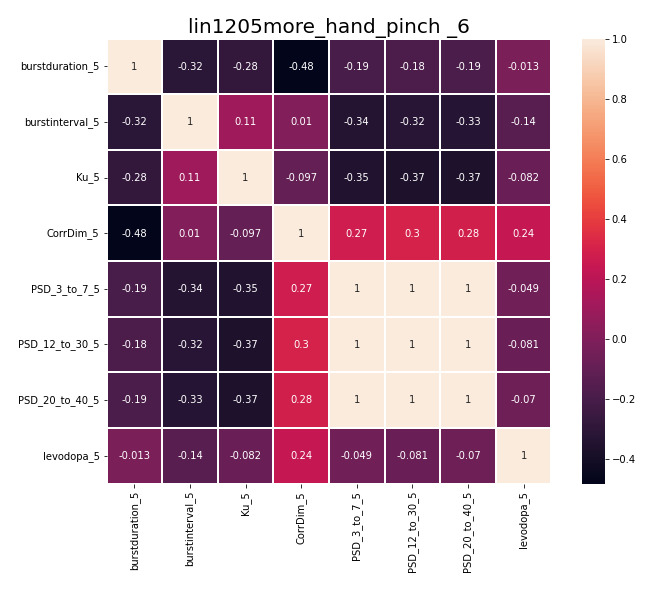 lin1205more_hand_pinch _6
burstduration_5 1 -0.32 -0.28 -0.48 -0.19 -0.18 -0.19 -0.013
burstinterval_5 -0.32 1 0.11 0.01 -0.34 -0.32 -0.33 -0.14
Ku_5 -0.28 0.11 1 -0.097 -0.35 -0.37 -0.37 -0.082
CorrDim_5 -0.48 0.01 -0.097 1 0.27 0.3 0.28 0.24
PSD_3_to_7_5 -0.19 -0.34 -0.35 0.27 1 1 1 -0.049
PSD_12_to_30_5 -0.18 -0.32 -0.37 0.3 1 1 1 -0.081
PSD_20_to_40_5 -0.19 -0.33 -0.37 0.28 1 1 1 -0.07
levodopa_5 -0.013 -0.14 -0.082 0.24 -0.049 -0.081 -0.07 1
burstduration_5
burstinterval_5
Ku_5
CorrDim_5
PSD_3_to_7_5
PSD_12_to_30_5
PSD_20_to_40_5
levodopa_5
1.0
0.8
0.6
0.4
0.2
0.0
−0.2
−0.4